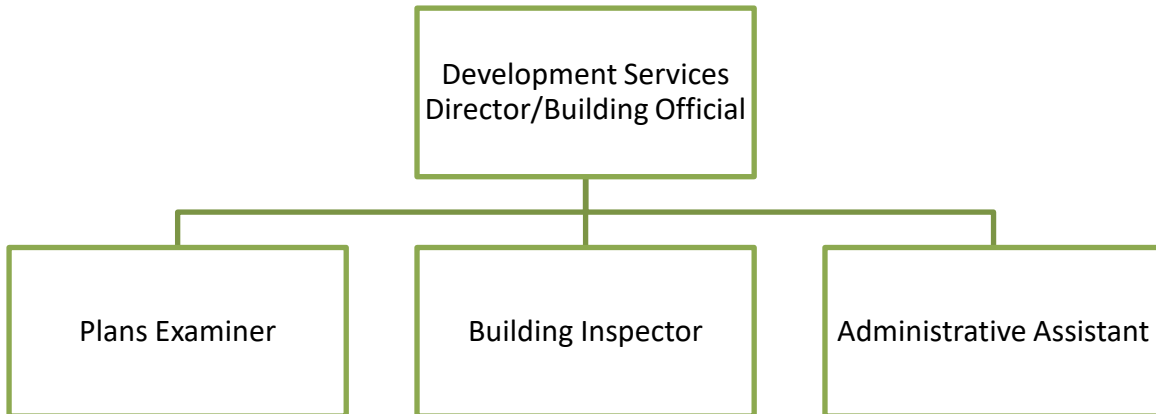 Development Services
Director/Building Official
Plans Examiner
Building Inspector
Administrative Assistant